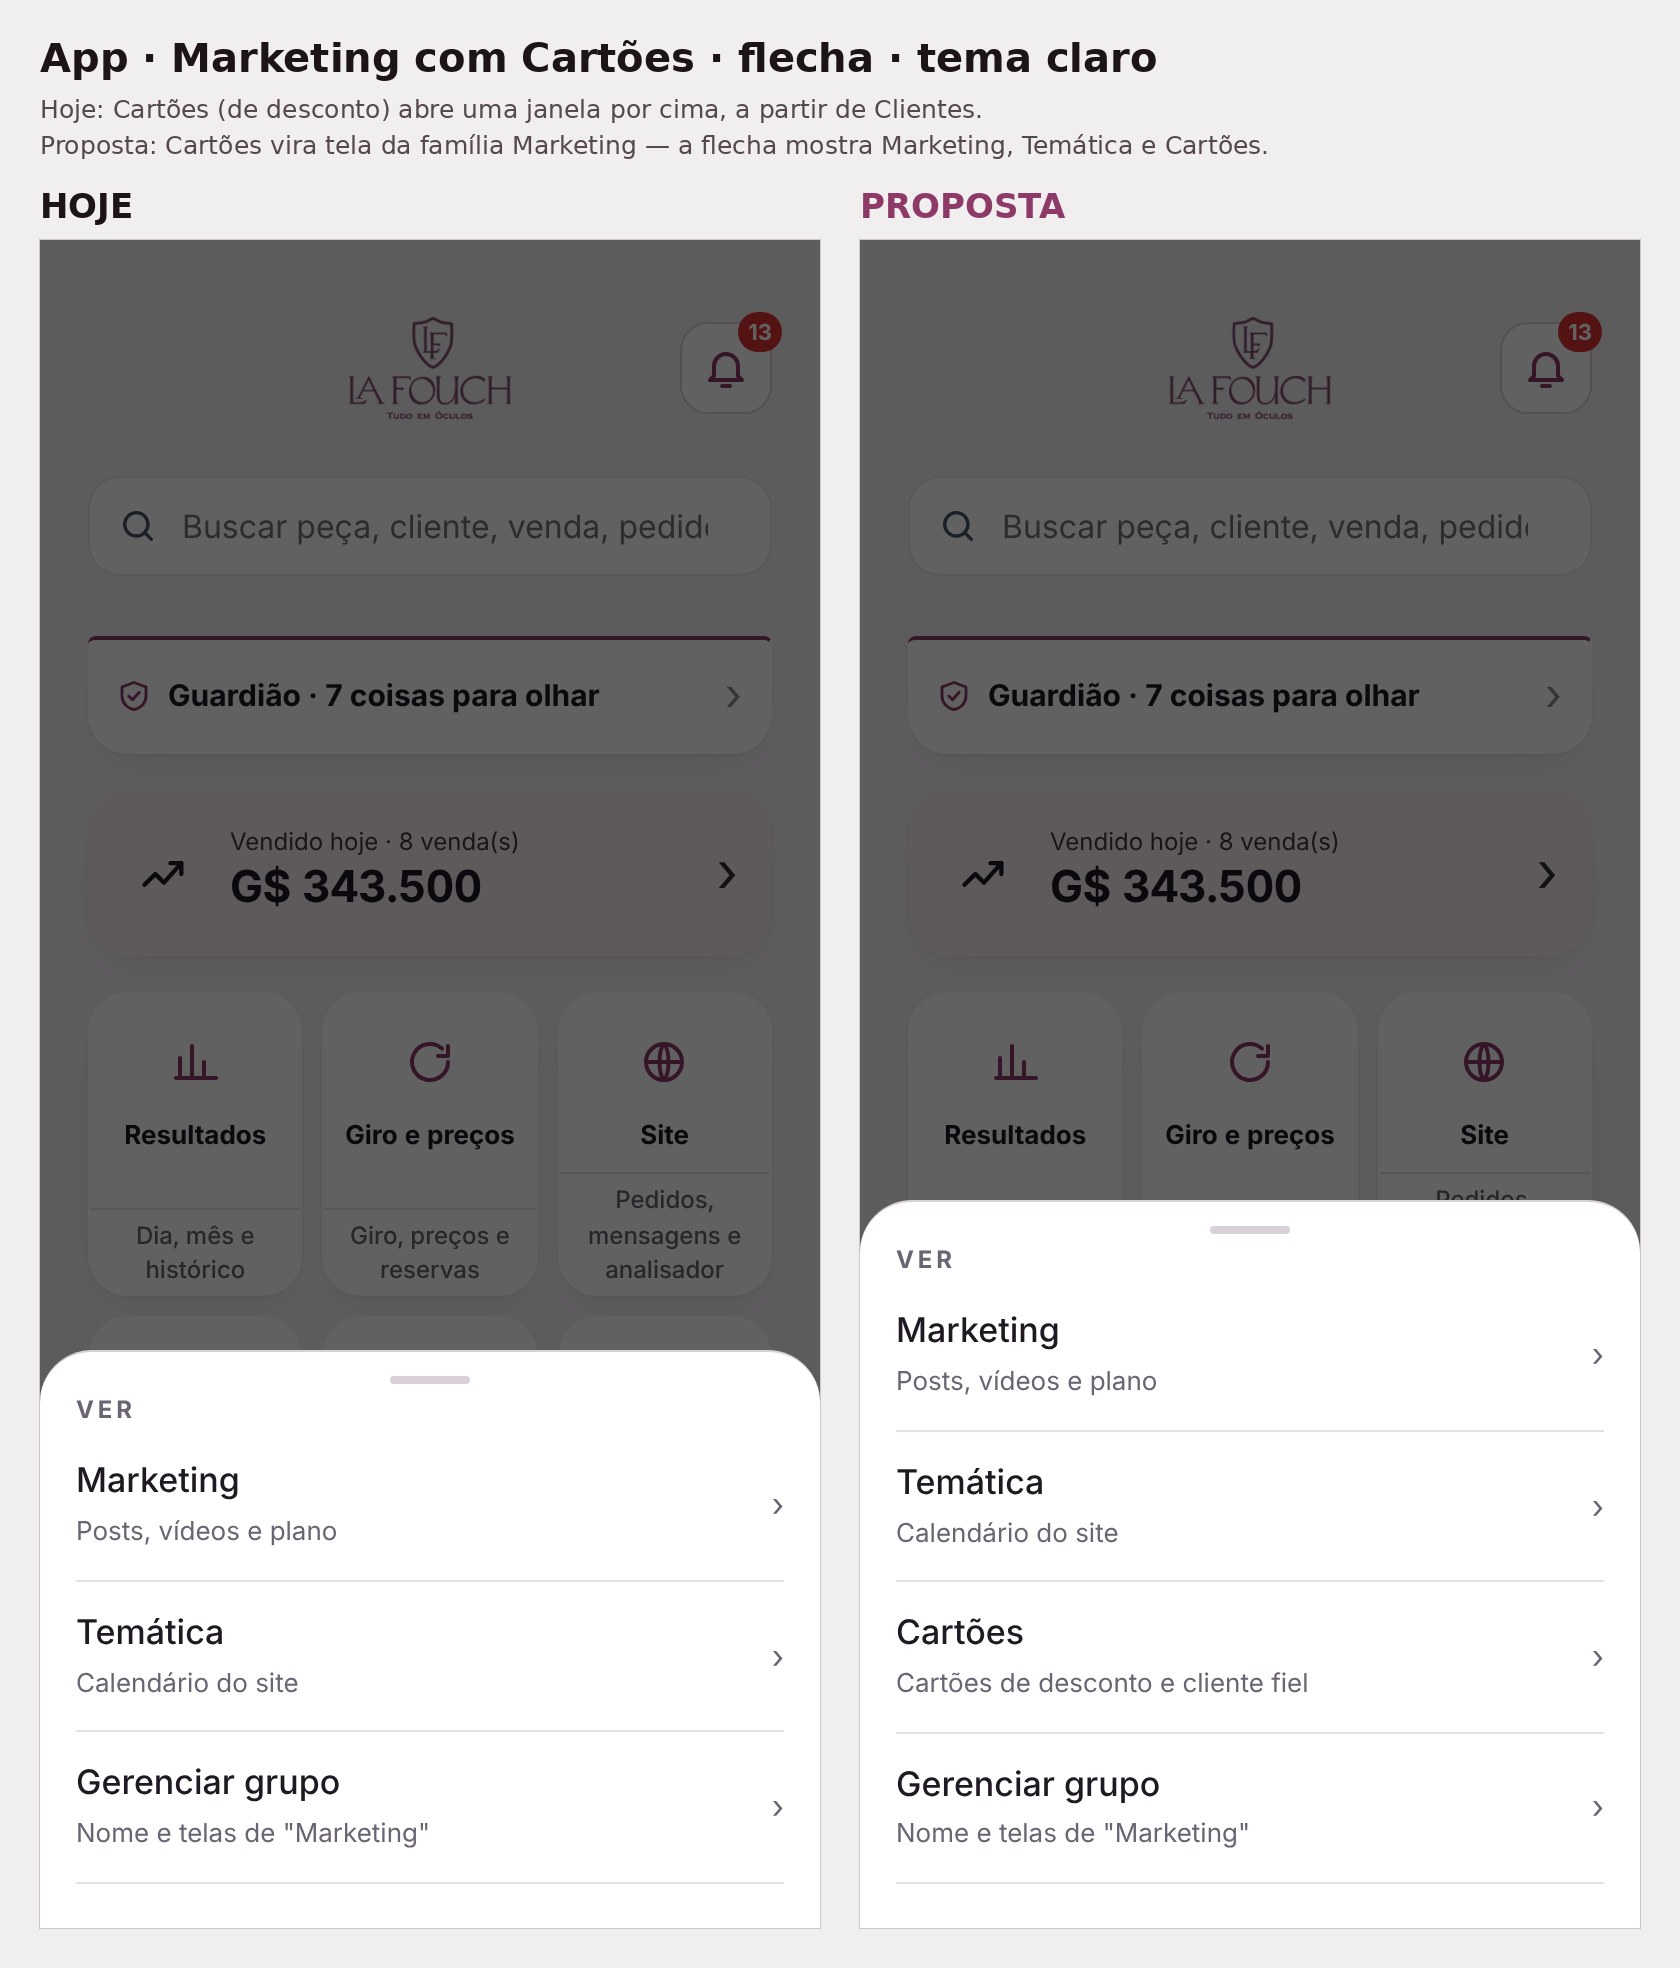 App · Marketing com Cartões · flecha · tema claro
Hoje: Cartões (de desconto) abre uma janela por cima, a partir de Clientes.
Proposta: Cartões vira tela da família Marketing — a flecha mostra Marketing, Temática e Cartões.
HOJE
LF
LA FOUCH
TUDO EM ÓCULOS
13
Buscar peça, cliente, venda,
Guardião · 7 coisas para olhar
Vendido hoje · 8 venda(s)
G$ 343.500
Resultados
Dia, mês e
histórico
Giro e preços
Giro, preços e
reservas
Site
Pedidos,
mensagens e
analisador
VER
Marketing
Posts, vídeos e plano
Temática
Calendário do site
Gerenciar grupo
Nome e telas de "Marketing"
PROPOSTA
LF
LA FOUCH
TUDO EM ÓCULOS
13
Buscar peça, cliente, venda,
Guardião · 7 coisas para olhar
Vendido hoje · 8 venda(s)
G$ 343.500
Resultados
Giro e preços
Site
VER
Marketing
Posts, vídeos e plano
Temática
Calendário do site
Cartões
Cartões de desconto e cliente fiel
Gerenciar grupo
Nome e telas de "Marketing"